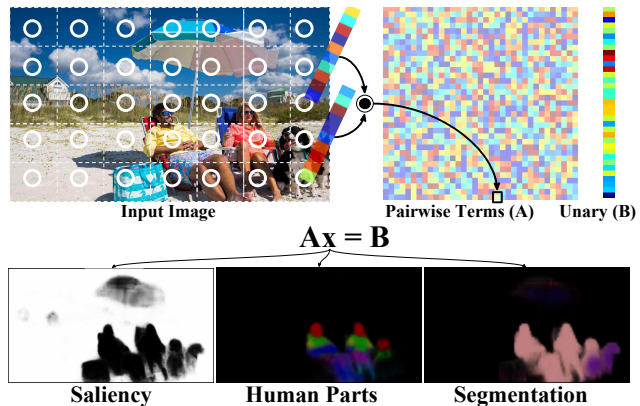 Input Image
Pairwise Terms (A)
Unary (B)
Ax = B
Saliency
Human Parts
Segmentation